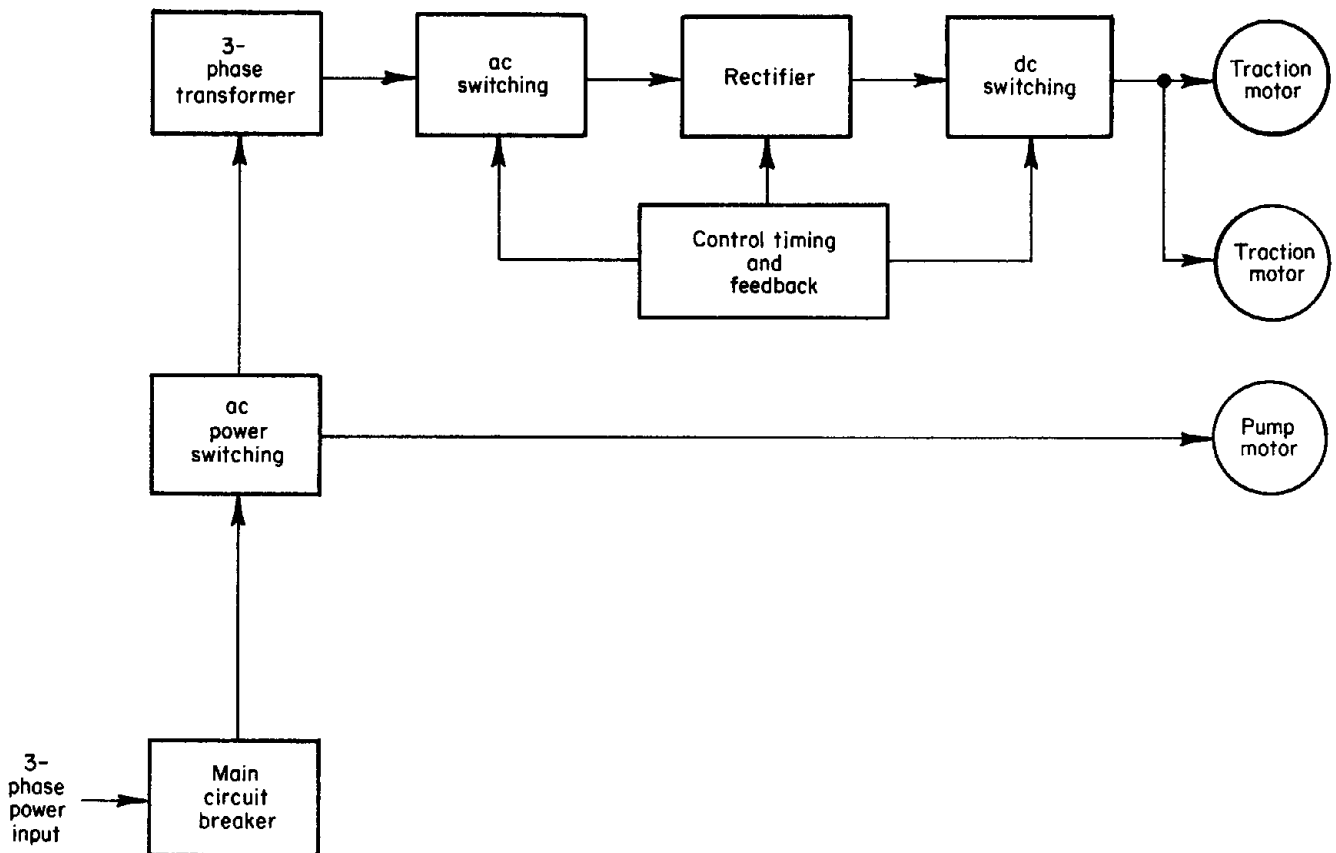 3-
phase
transformer
ac
switching
Rectifier
dc
switching
Traction
motor
Control timing
and
feedback
Traction
motor
ac
power
switching
Pump
motor
3-
phase
power
input
Main
circuit
breaker